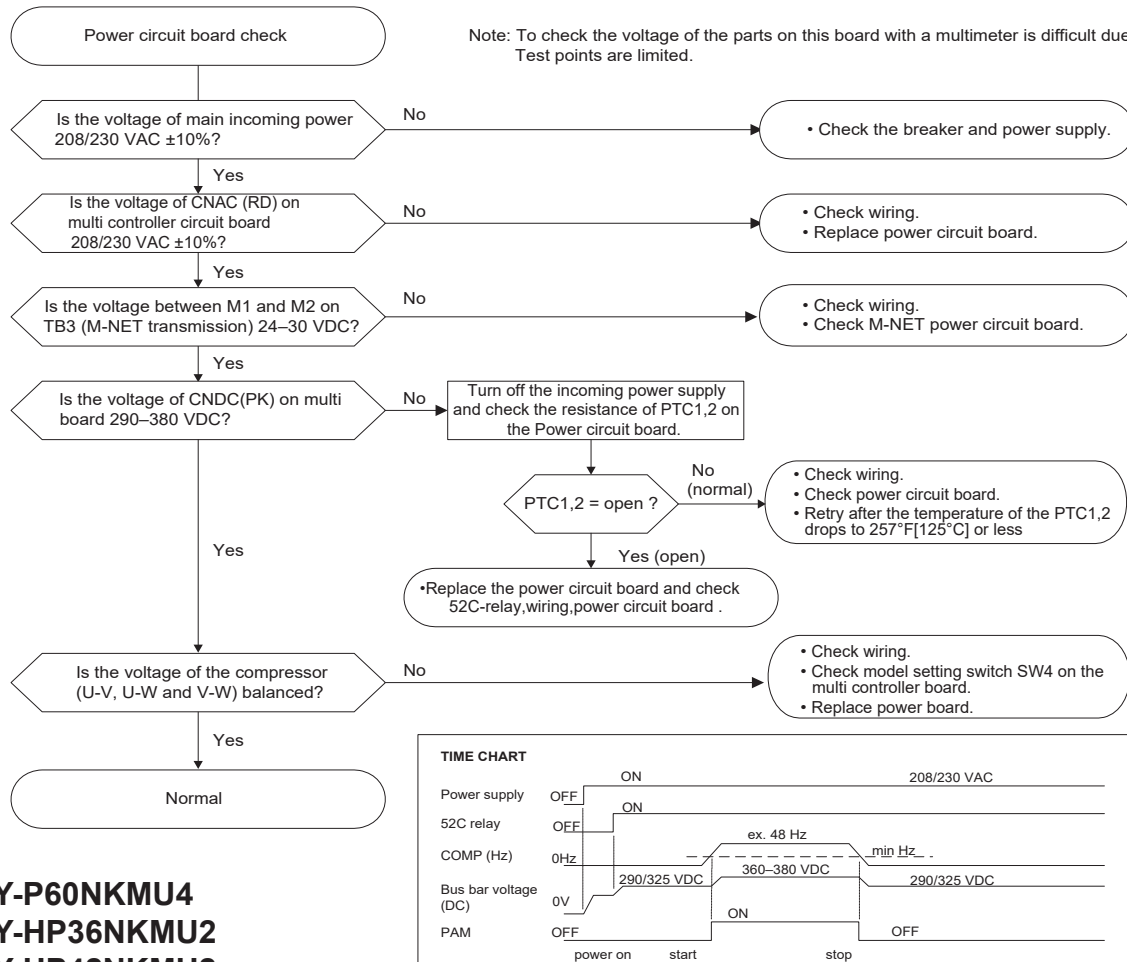 Power circuit board check
Note: To check the voltage of the parts on this board with a multimeter is difficult due
Test points are limited.
Is the voltage of main incoming power
208/230 VAC ±10%?
No
• Check the breaker and power supply.
Yes
Is the voltage of CNAC (RD) on
multi controller circuit board
208/230 VAC ±10%?
No
• Check wiring.
• Replace power circuit board.
Yes
Is the voltage between M1 and M2 on
TB3 (M-NET transmission) 24–30 VDC?
No
• Check wiring.
• Check M-NET power circuit board.
Yes
Is the voltage of CNDC(PK) on multi
board 290–380 VDC?
No
Turn off the incoming power supply
and check the resistance of PTC1,2 on
the Power circuit board.
PTC1,2 = open ?
No
(normal)
• Check wiring.
• Check power circuit board.
• Retry after the temperature of the PTC1,2
drops to 257°F[125°C] or less
Yes (open)
•Replace the power circuit board and check
52C-relay,wiring,power circuit board .
Yes
Is the voltage of the compressor
(U-V, U-W and V-W) balanced?
No
• Check wiring.
• Check model setting switch SW4 on the
multi controller board.
• Replace power board.
Yes
Normal
TIME CHART
Power supply OFF ON 208/230 VAC
52C relay OFF ON
COMP (Hz) 0Hz ex. 48 Hz min Hz
Bus bar voltage
(DC) 0V 290/325 VDC 360–380 VDC 290/325 VDC
PAM OFF ON OFF
power on start stop
Y-P60NKMU4
Y-HP36NKMU2